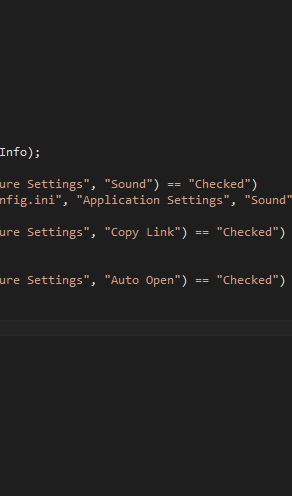 Info);
ure Settings", "Sound") == "Checked")
nfig.ini", "Application Settings", "Sound"
ure Settings", "Copy Link") == "Checked")
ure Settings", "Auto Open") == "Checked")